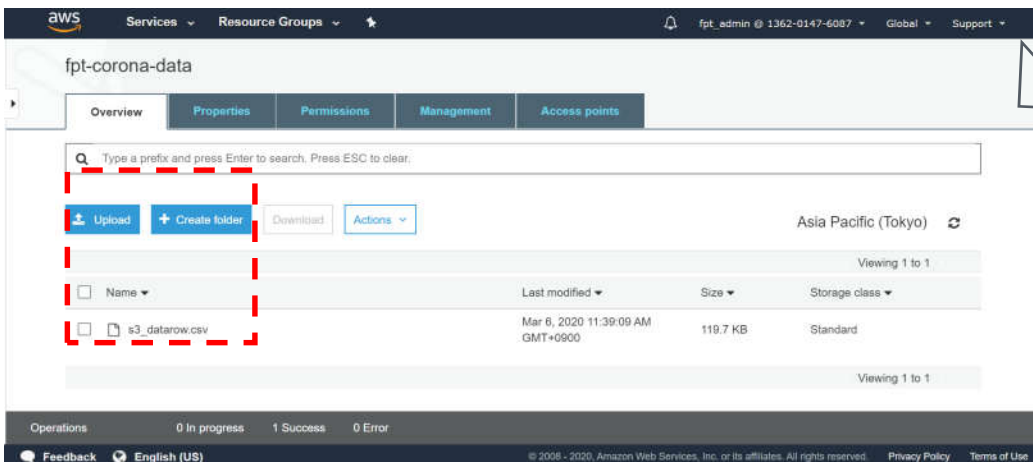 aws Services Resource Groups fpt_admin @ 1362-0147-6087 Global Support
fpt-corona-data
Overview Properties Permissions Management Access points
Type a prefix and press Enter to search. Press ESC to clear.
Upload + Create folder Download Actions Asia Pacific (Tokyo)
Viewing 1 to 1
Name Last modified Size Storage class
s3_datarow.csv Mar 6, 2020 11:39:09 AM 119.7 KB Standard
GMT+0900
Viewing 1 to 1
Operations 0 In progress 1 Success 0 Error
Feedback English (US) © 2008 - 2020, Amazon Web Services, Inc. or its affiliates. All rights reserved. Privacy Policy Terms of Use